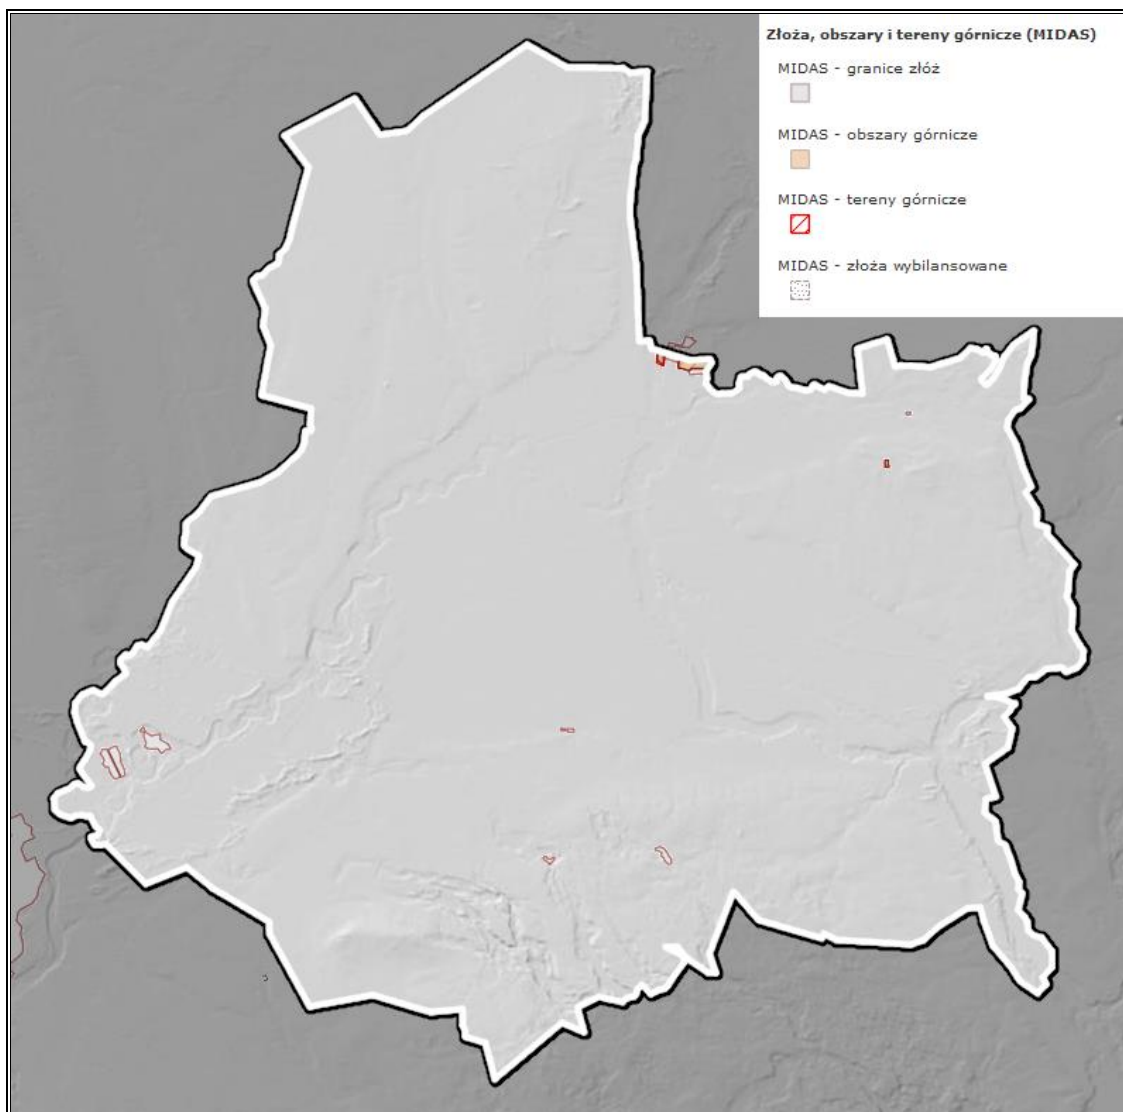 Złoża, obszary i tereny górnicze (MIDAS)
MIDAS - granice złóż
MIDAS - obszary górnicze
MIDAS - tereny górnicze
MIDAS - złoża wybilansowane